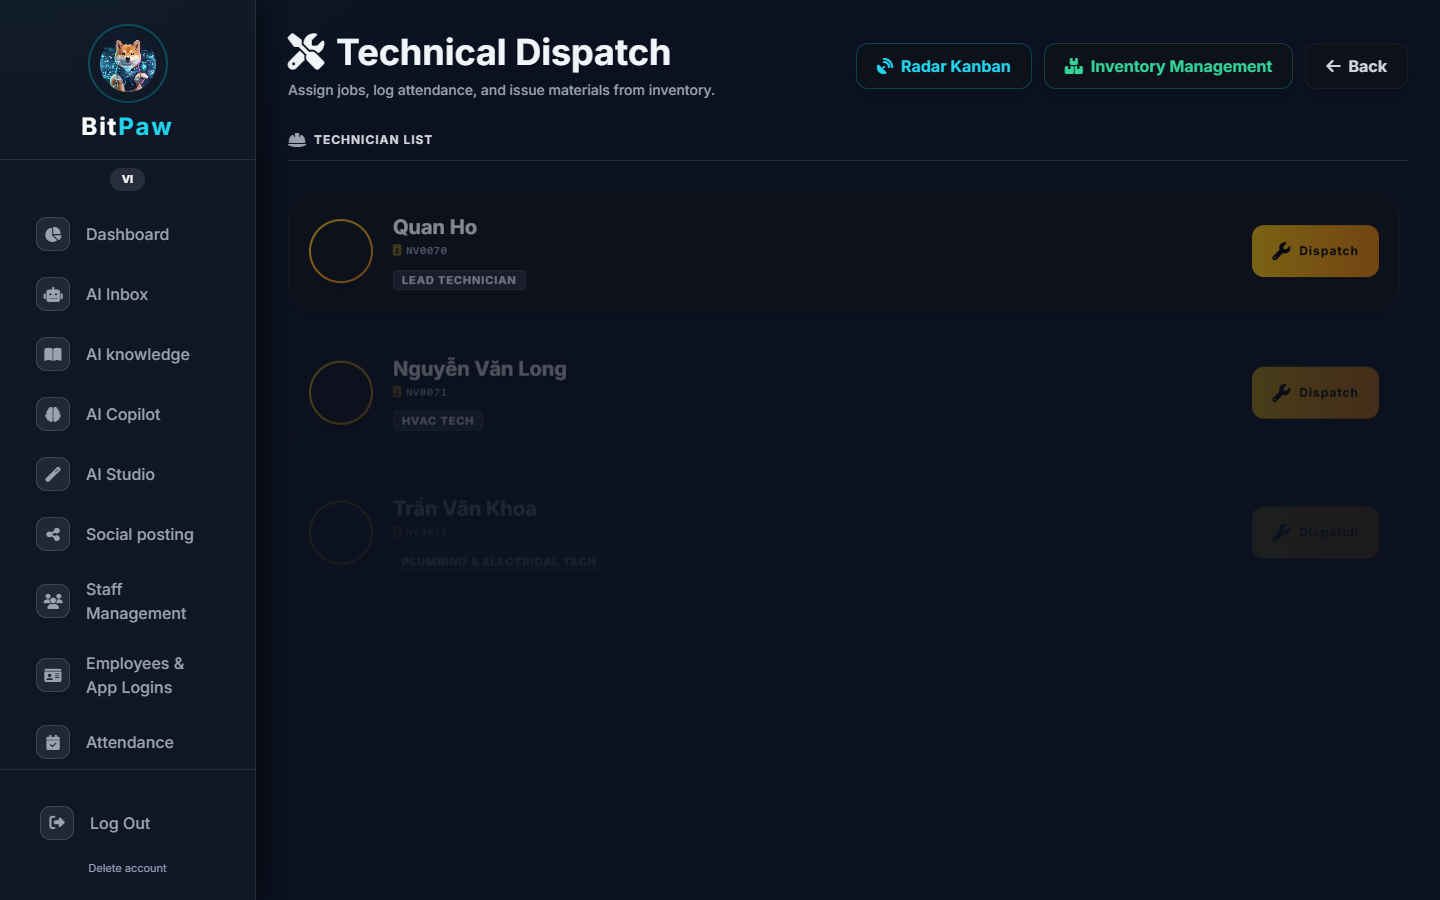 BitPaw
VI
Dashboard
AI Inbox
AI knowledge
AI Copilot
AI Studio
Social posting
Staff
Management
Employees &
App Logins
Attendance
Log Out
Delete account
Technical Dispatch
Assign jobs, log attendance, and issue materials from inventory.
Radar Kanban
Inventory Management
Back
TECHNICIAN LIST
Quan Ho
NV0070
LEAD TECHNICIAN
Dispatch
Nguyễn Văn Long
NV0071
HVAC TECH
Dispatch
Trần Văn Khoa
PLUMBING & ELECTRICAL TECH
Dispatch